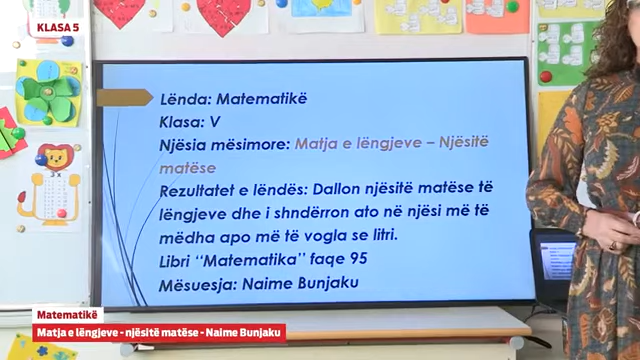 KLASA 5
Lënda: Matematikë
Klasa: V
Njësia mësimore: Matja e lëngjeve – Njësitë
matëse
Rezultatet e lëndës: Dallon njësitë matëse të
lëngjeve dhe i shndërron ato në njësi më të
mëdha apo më të vogla se litri.
Libri “Matematika” faqe 95
Mësuesja: Naime Bunjaku
Matematikë
Matja e lëngjeve - njësitë matëse - Naime Bunjaku